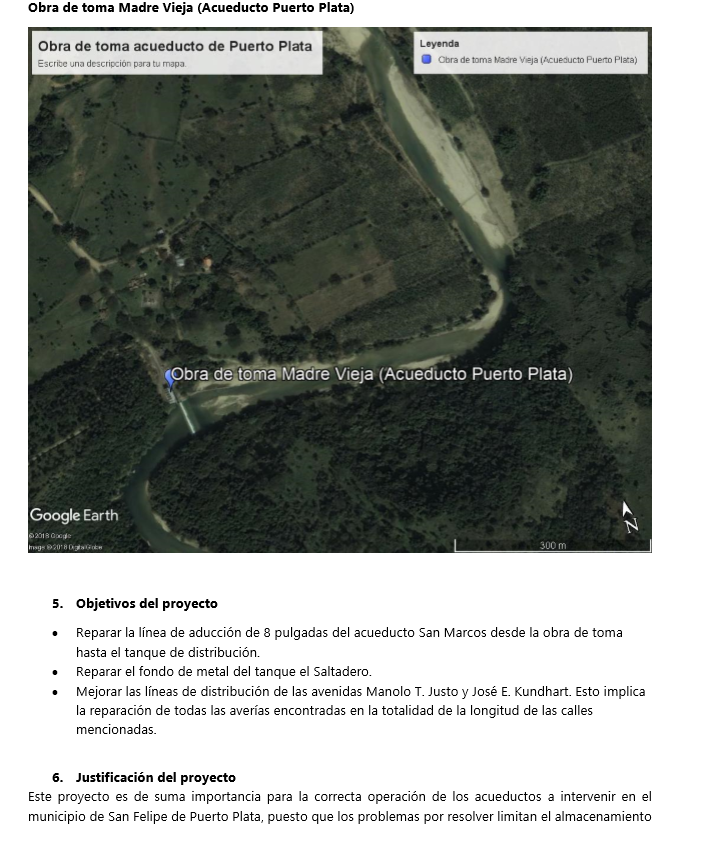 Obra de toma Madre Vieja (Acueducto Puerto Plata)
Obra de toma acueducto de Puerto Plata
Escribe una descripción para tu mapa.
Leyenda
Obra de toma Madre Vieja (Acueducto Puerto Plata)
Obra de toma Madre Vieja (Acueducto Puerto Plata)
Google Earth
©2018 Google
Image ©2018 DigitalGlobe
N
300 m
5. Objetivos del proyecto
• Reparar la línea de aducción de 8 pulgadas del acueducto San Marcos desde la obra de toma
hasta el tanque de distribución.
• Reparar el fondo de metal del tanque el Saltadero.
• Mejorar las líneas de distribución de las avenidas Manolo T. Justo y José E. Kundhart. Esto implica
la reparación de todas las averías encontradas en la totalidad de la longitud de las calles
mencionadas.
6. Justificación del proyecto
Este proyecto es de suma importancia para la correcta operación de los acueductos a intervenir en el
municipio de San Felipe de Puerto Plata, puesto que los problemas por resolver limitan el almacenamiento